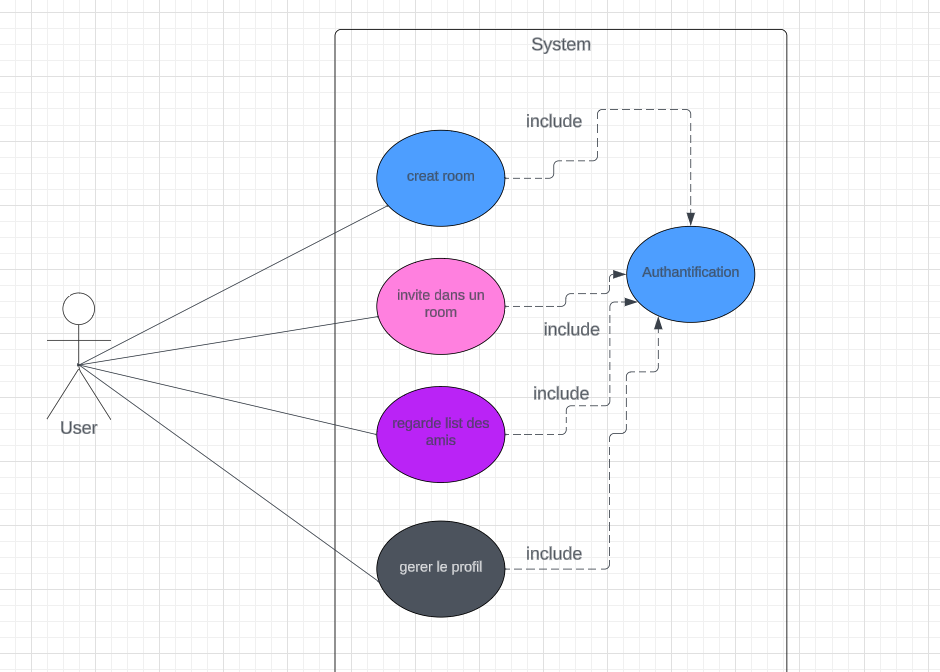 System
include
creat room
Authantification
invite dans un
room
include
include
regarde list des
amis
User
include
gerer le profil